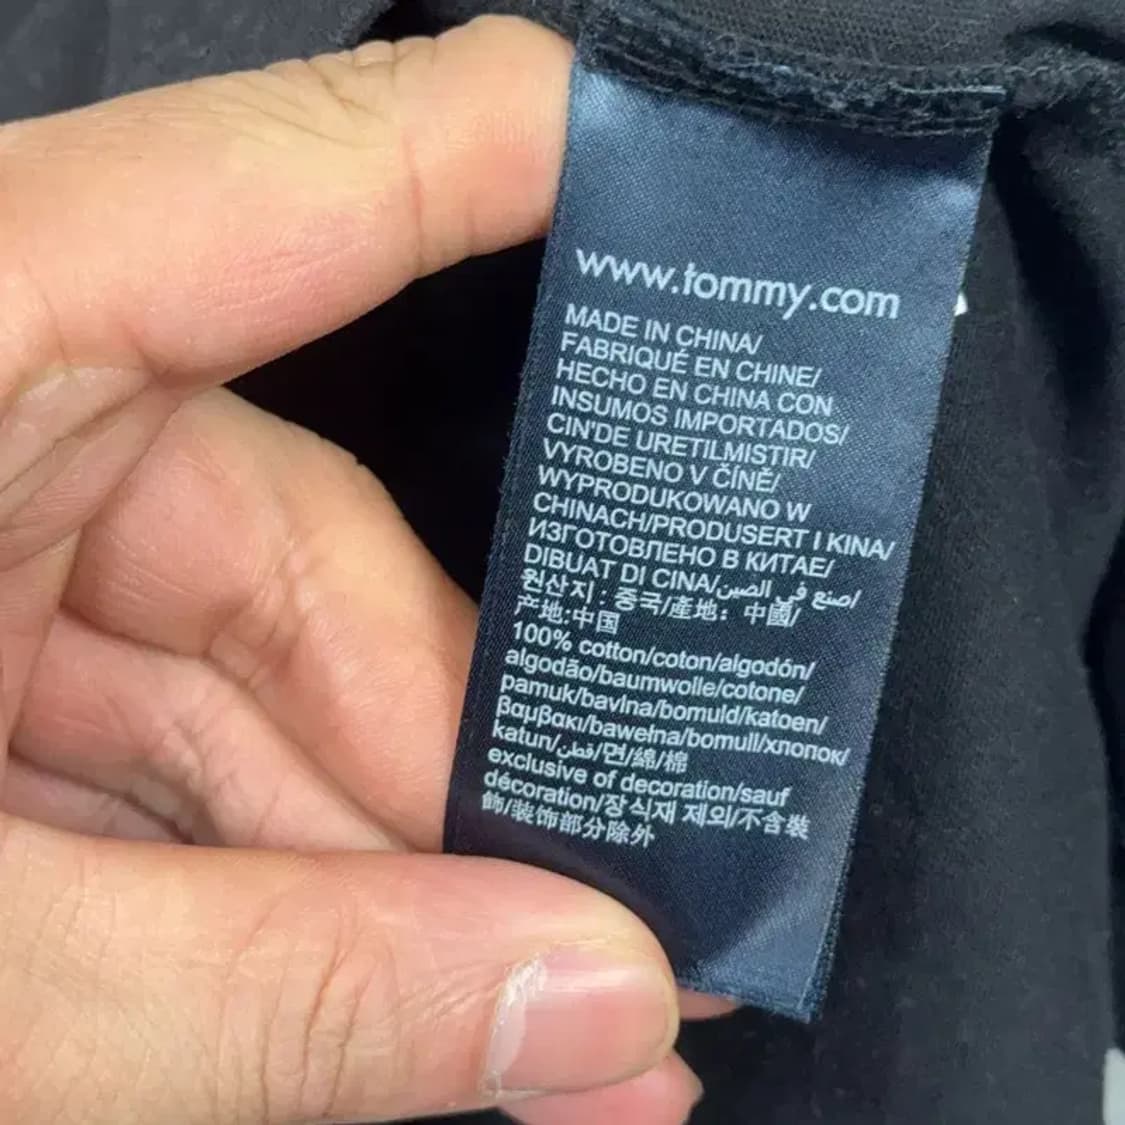 www.tommy.com
MADE IN CHINA/
FABRIQUÉ EN CHINE/
HECHO EN CHINA CON
INSUMOS IMPORTADOS/
CIN'DE URETILMISTIR/
VYROBENO V ČÍNĚ/
WYPRODUKOWANO W
CHINACH/PRODUSERT I KINA/
ИЗГОТОВЛЕНО В КИТАЕ/
DIBUAT DI CINA/صنع في الصين/
원산지 : 중국/產地：中國/
产地:中国
100% cotton/coton/algodón/
algodão/baumwolle/cotone/
pamuk/bavlna/bomuld/katoen/
βαμβακι/bawełna/bomull/хлопок/
katun/قطن/면/綿/棉
exclusive of decoration/sauf
décoration/장식재 제외/不含裝
飾/装饰部分除外